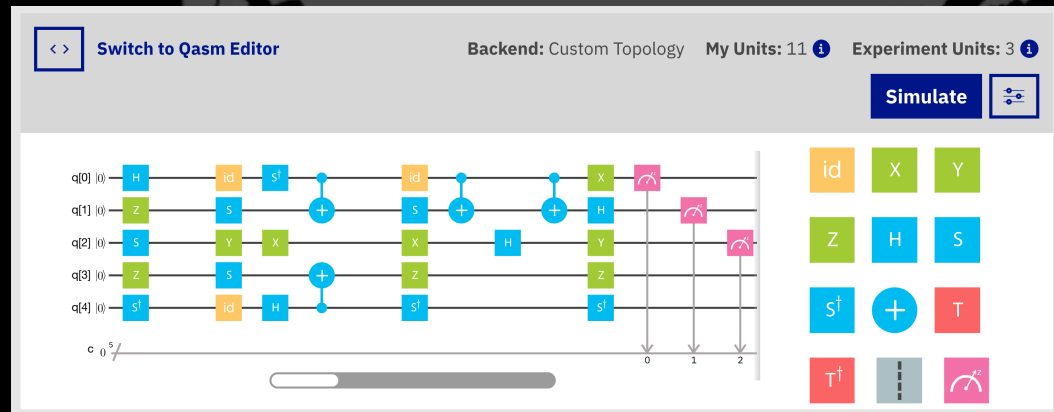 < > Switch to Qasm Editor Backend: Custom Topology My Units: 11 i Experiment Units: 3 i
Simulate
q[0] |0⟩ H id S† id X z
q[1] |0⟩ Z S + S + + H z
q[2] |0⟩ S Y X X H Y z
q[3] |0⟩ Z S + Z Z
q[4] |0⟩ S† id H S† S†
c 0 5
0 1 2
id X Y
Z H S
S† + T
T† z